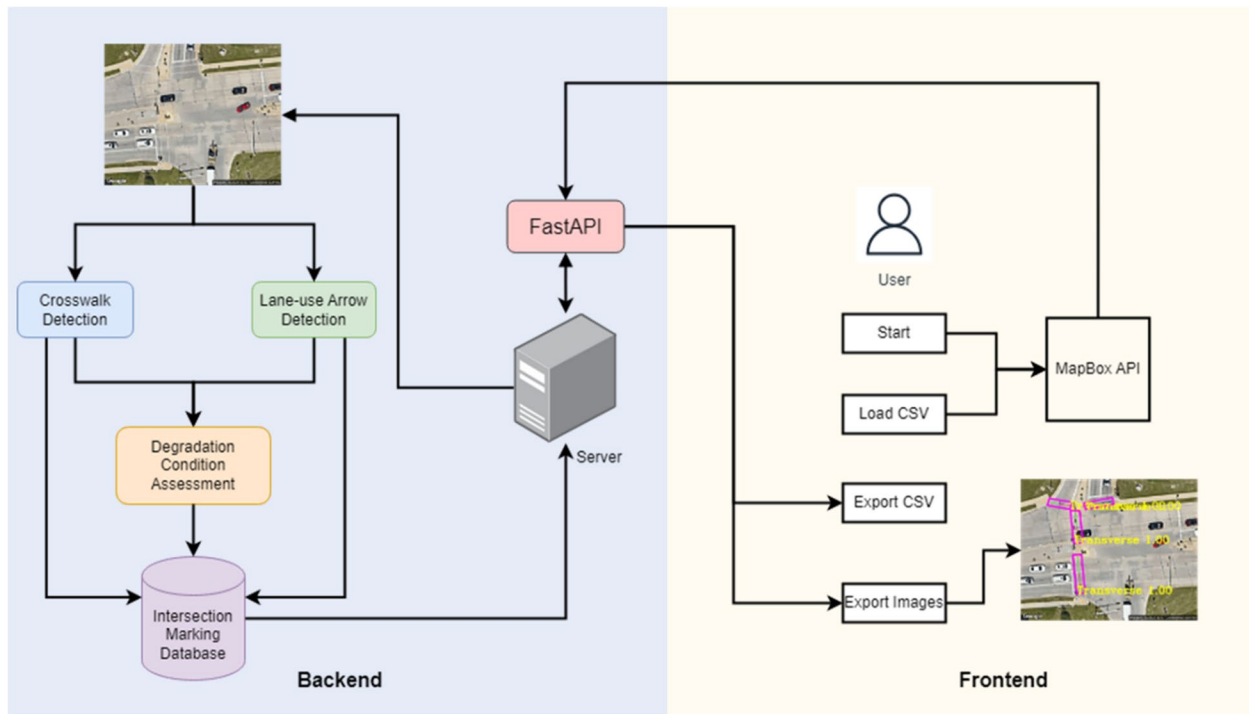 FastAPI
User
Crosswalk
Detection
Lane-use Arrow
Detection
Start
MapBox API
Load CSV
Degradation
Condition
Assessment
Server
Export CSV
Transverse 1.00
Transverse 1.00
Export Images
Intersection
Marking
Database
Backend
Frontend